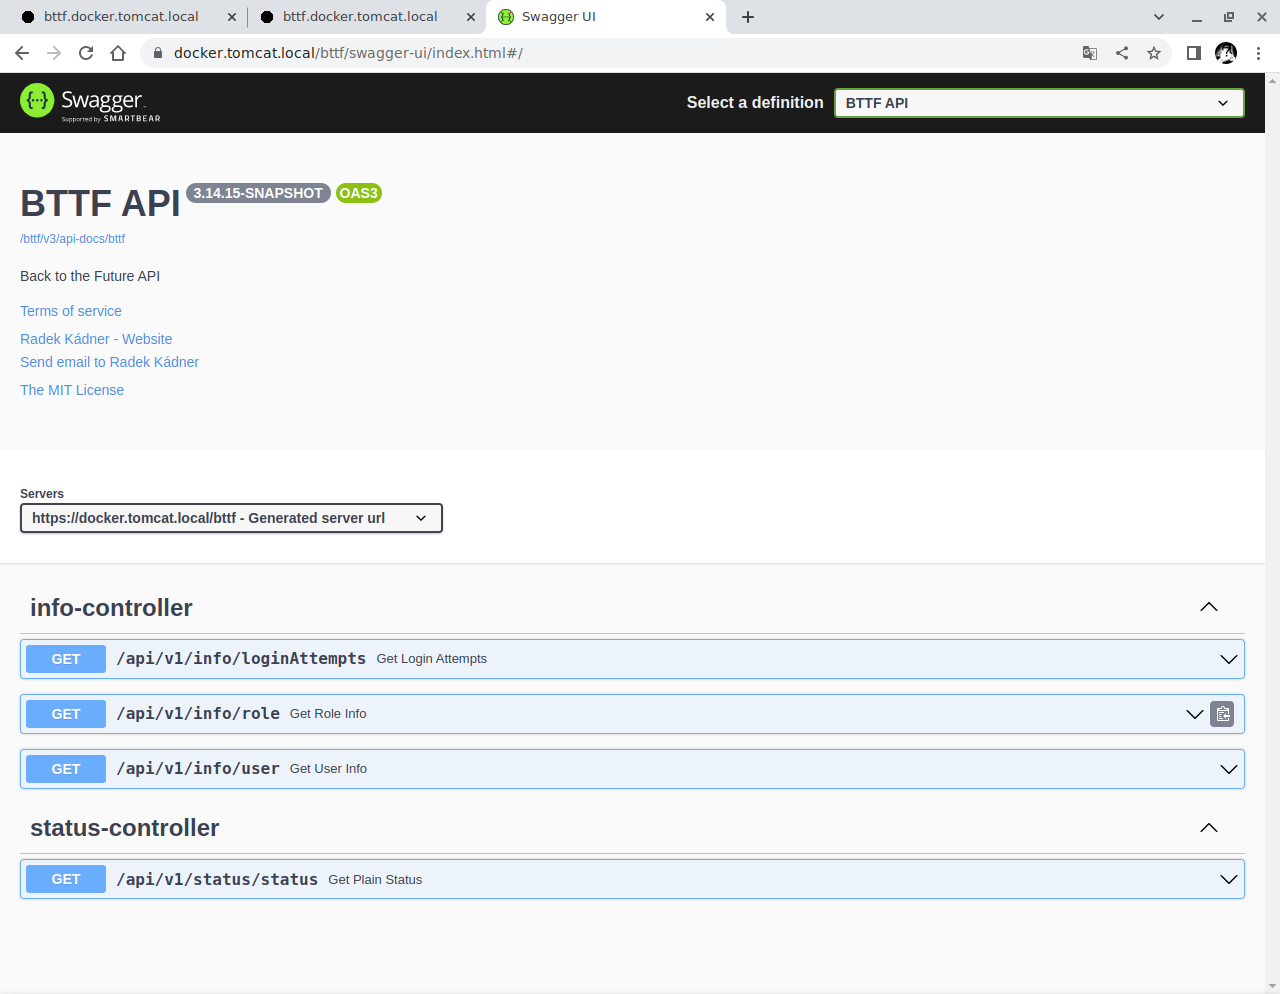 bttf.docker.tomcat.local
bttf.docker.tomcat.local
Swagger UI
docker.tomcat.local/bttf/swagger-ui/index.html#/
Swagger
Supported by SMARTBEAR
Select a definition
BTTF API
BTTF API 3.14.15-SNAPSHOT OAS3
/bttf/v3/api-docs/bttf
Back to the Future API
Terms of service
Radek Kádner - Website
Send email to Radek Kádner
The MIT License
Servers
https://docker.tomcat.local/bttf - Generated server url
info-controller
GET /api/v1/info/loginAttempts Get Login Attempts
GET /api/v1/info/role Get Role Info
GET /api/v1/info/user Get User Info
status-controller
GET /api/v1/status/status Get Plain Status